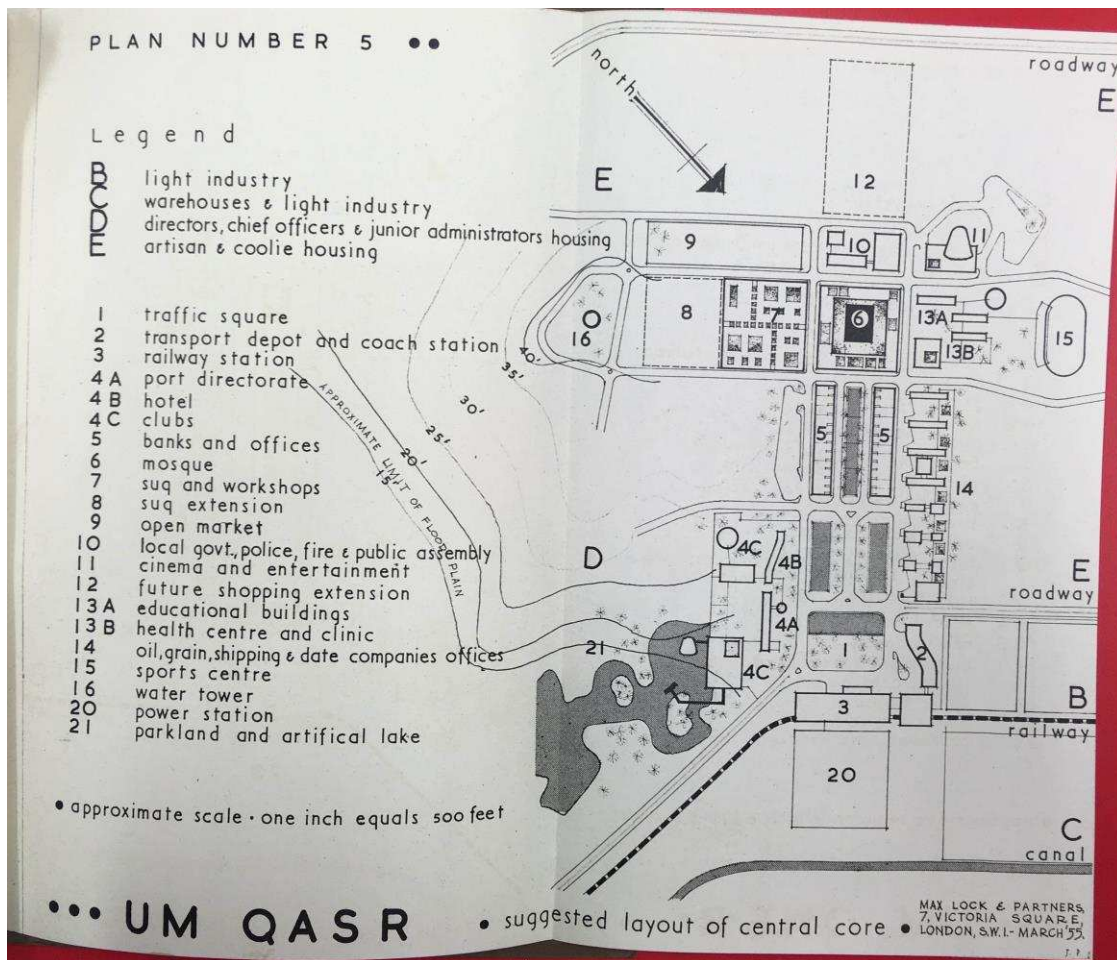 PLAN NUMBER 5 ••
Legend
B light industry
C warehouses & light industry
D directors, chief officers & junior administrators housing
E artisan & coolie housing
1 traffic square
2 transport depot and coach station
3 railway station
4A port directorate
4B hotel
4C clubs
5 banks and offices
6 mosque
7 suq and workshops
8 suq extension
9 open market
10 local govt., police, fire & public assembly
11 cinema and entertainment
12 future shopping extension
13A educational buildings
13B health centre and clinic
14 oil, grain, shipping & date companies offices
15 sports centre
16 water tower
20 power station
21 parkland and artifical lake
• approximate scale · one inch equals 500 feet
••• UM QASR • suggested layout of central core •
MAX LOCK & PARTNERS,
7, VICTORIA SQUARE,
LONDON, S.W.1.- MARCH '55.
north
roadway
E
E
12
9
10
11
8
7
6
13A
13B
15
16
40'
35'
30'
25'
20'
15'
APPROXIMATE LIMIT OF FLOOD PLAIN
5
5
14
D
4C
4B
4A
4C
E
roadway
21
1
2
3
B
railway
20
C
canal